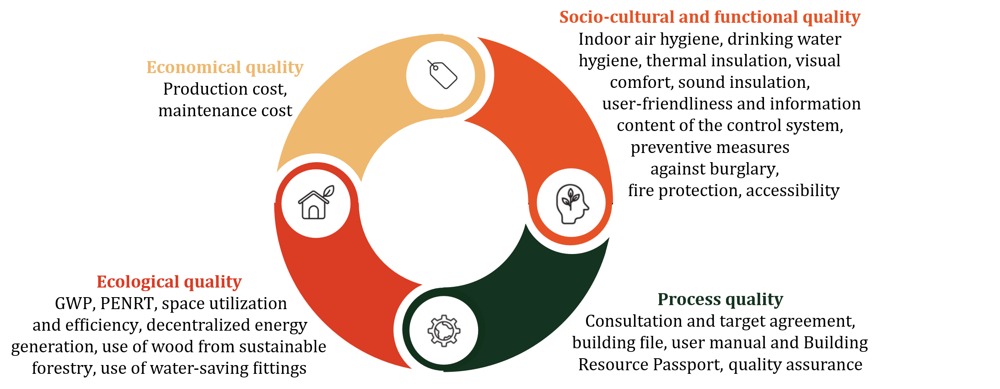 Economical quality
Production cost,
maintenance cost
Socio-cultural and functional quality
Indoor air hygiene, drinking water
hygiene, thermal insulation, visual
comfort, sound insulation,
user-friendliness and information
content of the control system,
preventive measures
against burglary,
fire protection, accessibility
Ecological quality
GWP, PENRT, space utilization
and efficiency, decentralized energy
generation, use of wood from sustainable
forestry, use of water-saving fittings
Process quality
Consultation and target agreement,
building file, user manual and Building
Resource Passport, quality assurance